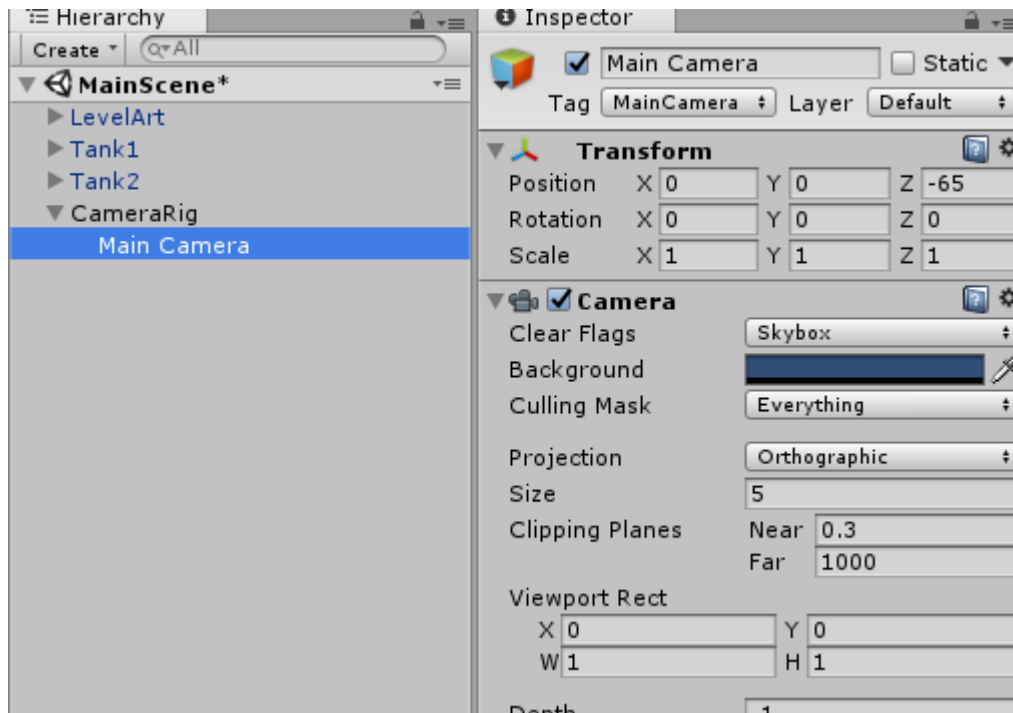 Hierarchy
Create
All
MainScene*
LevelArt
Tank1
Tank2
CameraRig
Main Camera
Inspector
Main Camera Static
Tag MainCamera Layer Default
Transform
Position X 0 Y 0 Z -65
Rotation X 0 Y 0 Z 0
Scale X 1 Y 1 Z 1
Camera
Clear Flags Skybox
Background
Culling Mask Everything
Projection Orthographic
Size 5
Clipping Planes Near 0.3
Far 1000
Viewport Rect
X 0 Y 0
W 1 H 1
Depth